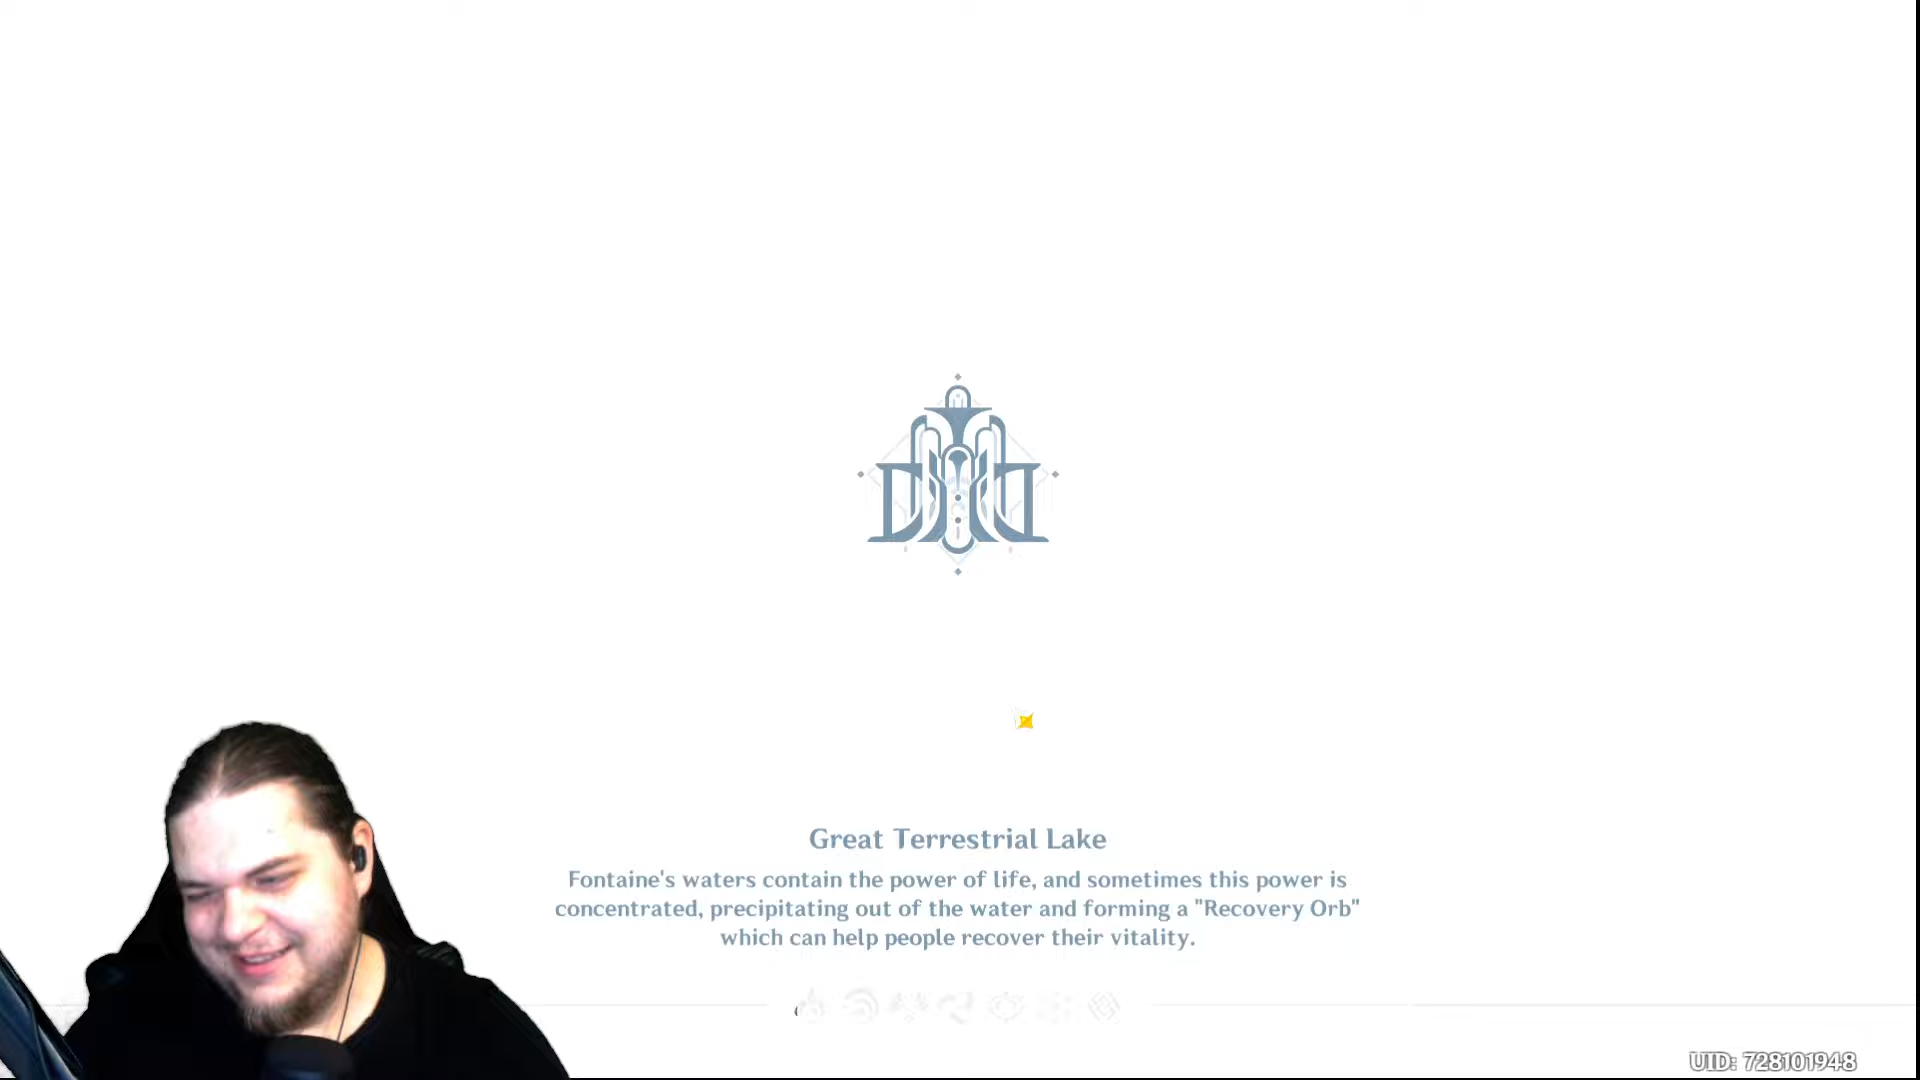 Great Terrestrial Lake
Fontaine's waters contain the power of life, and sometimes this power is
concentrated, precipitating out of the water and forming a "Recovery Orb"
which can help people recover their vitality.
UID: 728101948